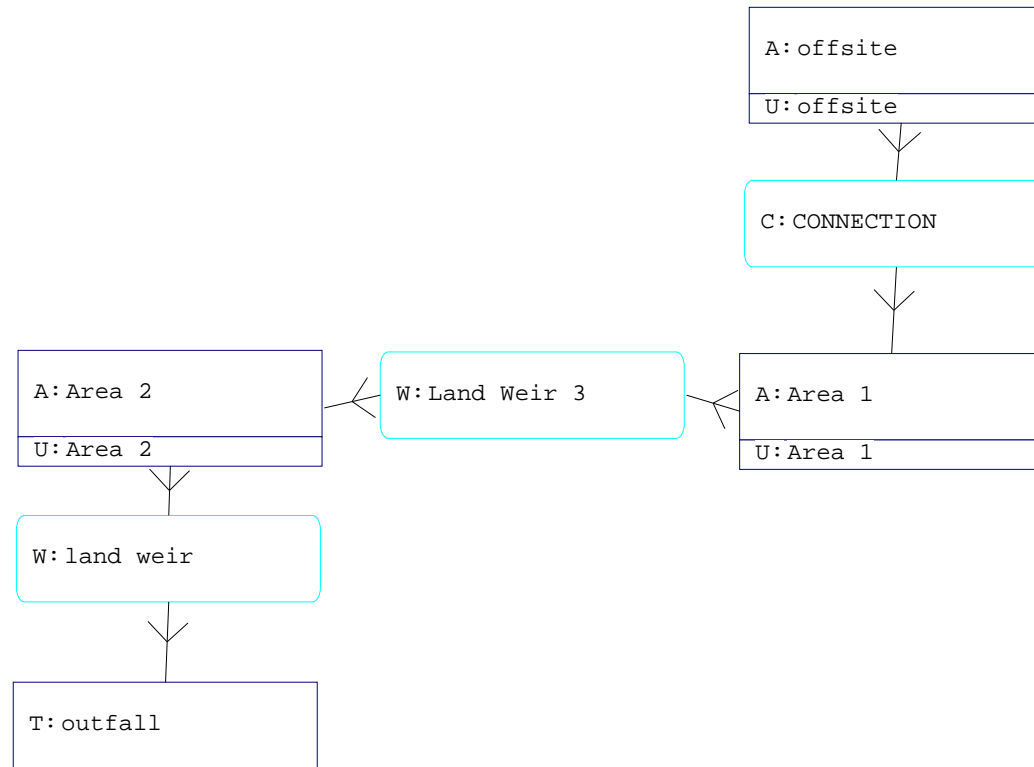 A:offsite
U:offsite
C:CONNECTION
A:Area 2
U:Area 2
W:Land Weir 3
A:Area 1
U:Area 1
W:land weir
T:outfall